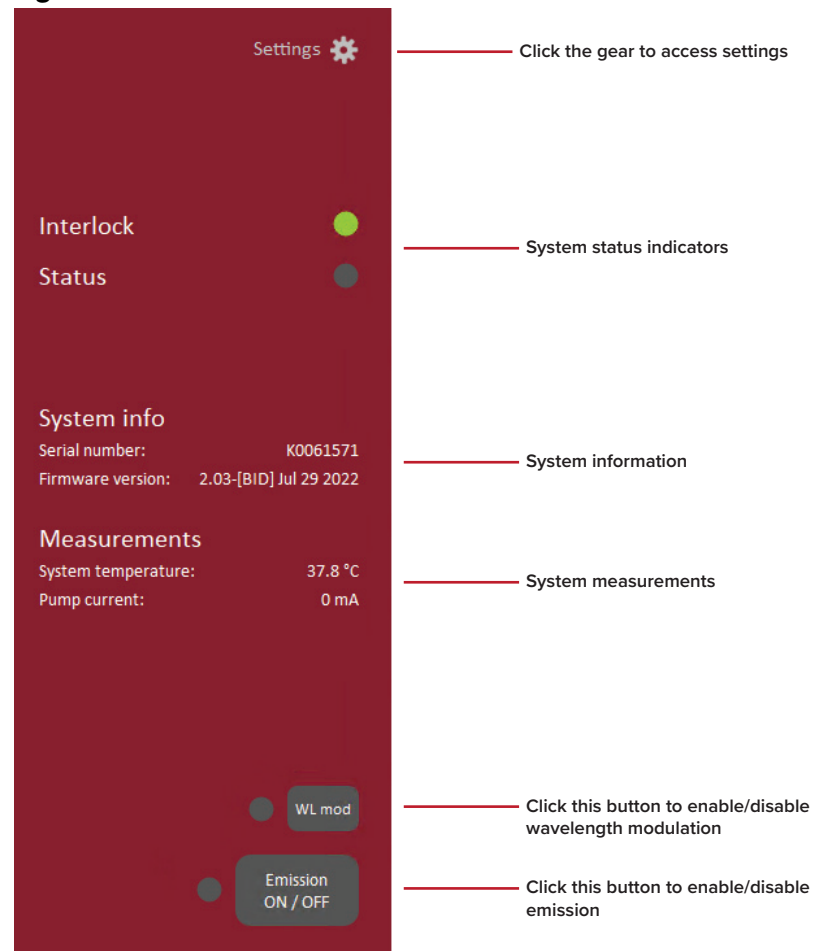 Settings
Click the gear to access settings
Interlock
System status indicators
Status
System info
Serial number: K0061571
System information
Firmware version: 2.03-[BID] Jul 29 2022
Measurements
System temperature: 37.8 °C
System measurements
Pump current: 0 mA
WL mod
Click this button to enable/disable
wavelength modulation
Emission
ON / OFF
Click this button to enable/disable
emission